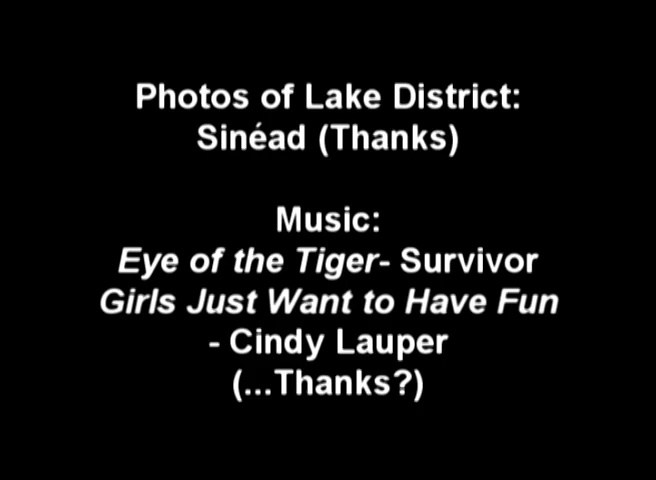 Photos of Lake District:
Sinéad (Thanks)
Music:
Eye of the Tiger- Survivor
Girls Just Want to Have Fun
- Cindy Lauper
(...Thanks?)